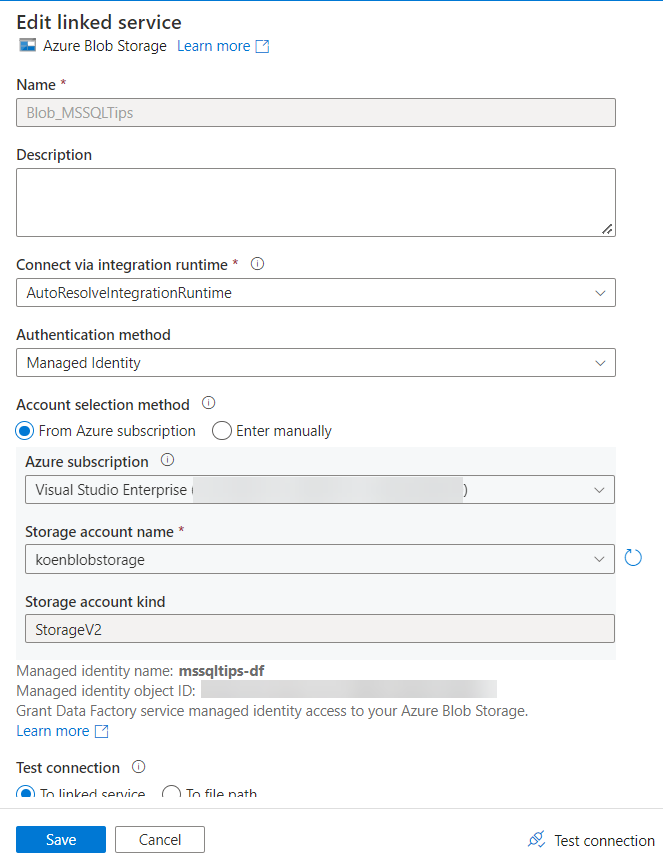 Edit linked service
Azure Blob Storage Learn more
Name *
Blob_MSSQLTips
Description
Connect via integration runtime *
AutoResolveIntegrationRuntime
Authentication method
Managed Identity
Account selection method
From Azure subscription Enter manually
Azure subscription
Visual Studio Enterprise ( )
Storage account name *
koenblobstorage
Storage account kind
StorageV2
Managed identity name: mssqltips-df
Managed identity object ID:
Grant Data Factory service managed identity access to your Azure Blob Storage.
Learn more
Test connection
To linked service To file path
Save Cancel Test connection